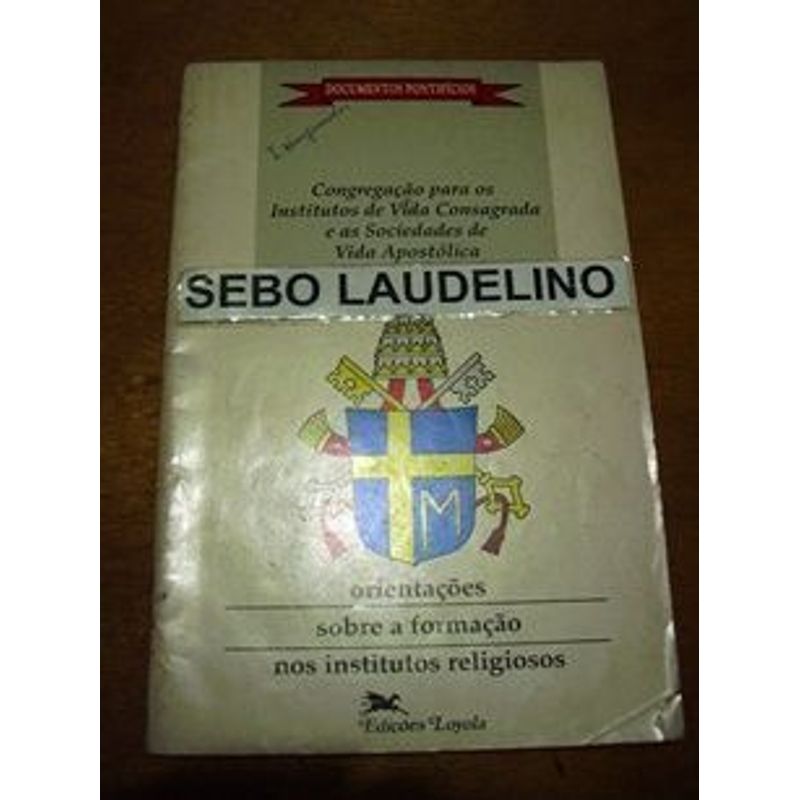 DOCUMENTOS PONTIFÍCIOS
Congregação para os
Institutos de Vida Consagrada
e as Sociedades de
Vida Apostólica
SEBO LAUDELINO
M
orientações
sobre a formação
nos institutos religiosos
Edições Loyola